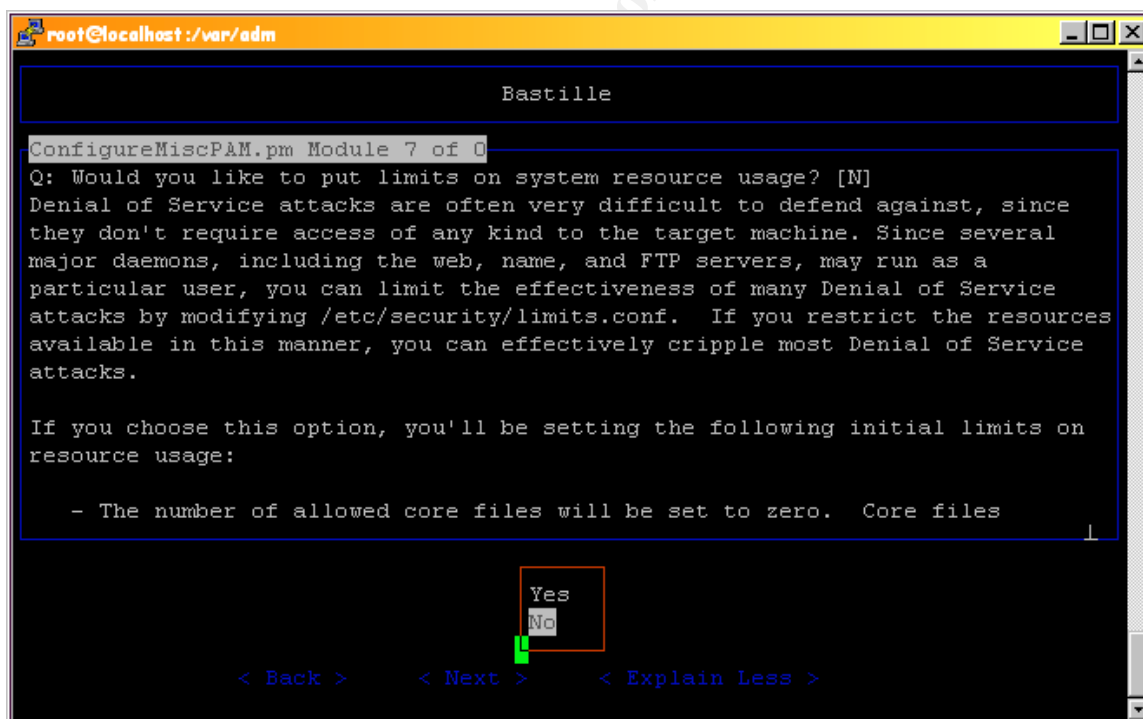 root@localhost:/var/adm
Bastille
ConfigureMiscPAM.pm Module 7 of 0
Q: Would you like to put limits on system resource usage? [N]
Denial of Service attacks are often very difficult to defend against, since
they don't require access of any kind to the target machine. Since several
major daemons, including the web, name, and FTP servers, may run as a
particular user, you can limit the effectiveness of many Denial of Service
attacks by modifying /etc/security/limits.conf.  If you restrict the resources
available in this manner, you can effectively cripple most Denial of Service
attacks.
If you choose this option, you'll be setting the following initial limits on
resource usage:
- The number of allowed core files will be set to zero.  Core files
Yes
No
< Back > < Next > < Explain Less >